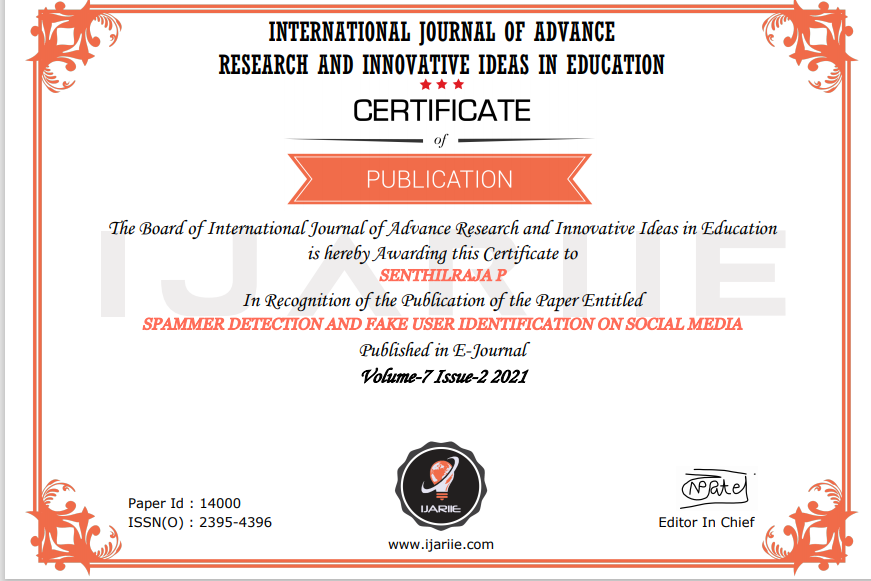 INTERNATIONAL JOURNAL OF ADVANCE
RESEARCH AND INNOVATIVE IDEAS IN EDUCATION
CERTIFICATE
of
PUBLICATION
IJARIIE
The Board of International Journal of Advance Research and Innovative Ideas in Education
is hereby Awarding this Certificate to
SENTHILRAJA P
In Recognition of the Publication of the Paper Entitled
SPAMMER DETECTION AND FAKE USER IDENTIFICATION ON SOCIAL MEDIA
Published in E-Journal
Volume-7 Issue-2 2021
Paper Id : 14000
ISSN(O) : 2395-4396
IJARIIE
www.ijariie.com
Editor In Chief